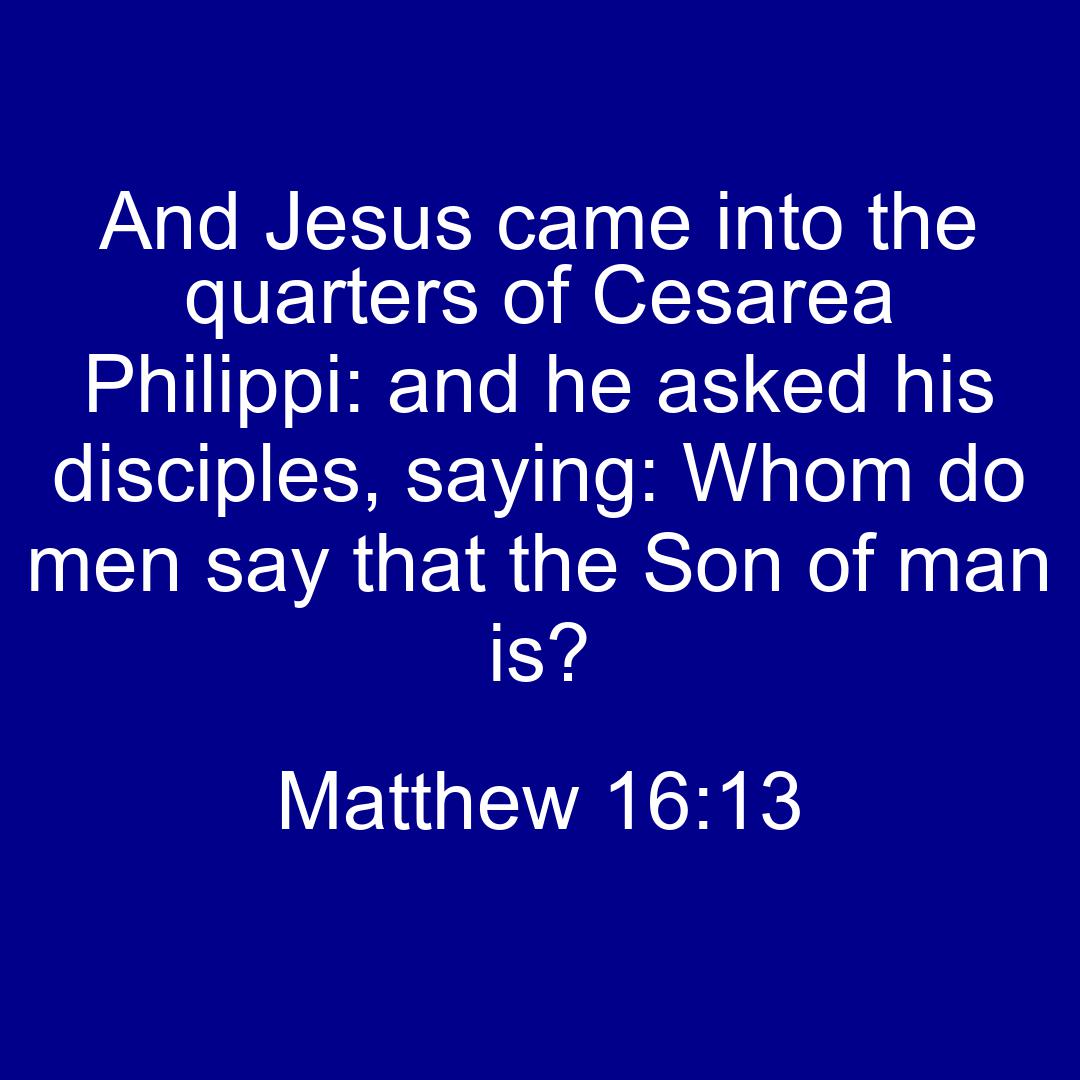 And Jesus came into the
quarters of Cesarea
Philippi: and he asked his
disciples, saying: Whom do
men say that the Son of man
is?
Matthew 16:13